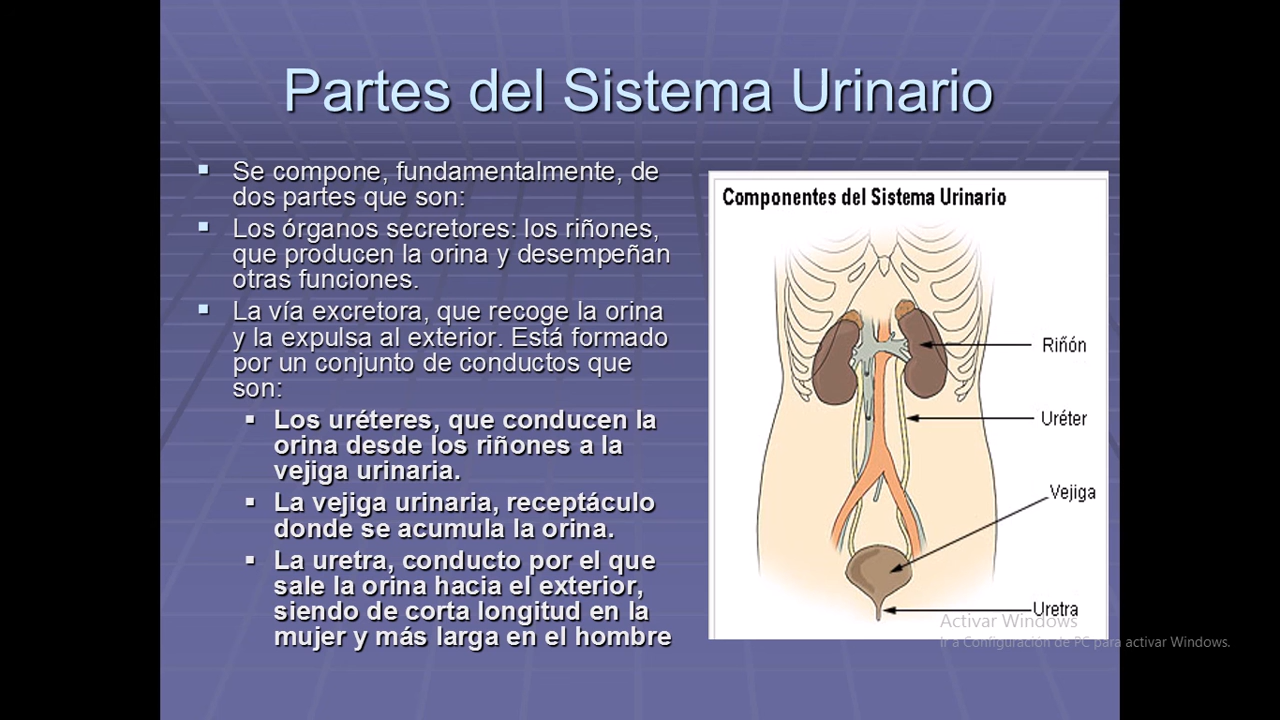 Partes del Sistema Urinario
Se compone, fundamentalmente, de
dos partes que son:
Los órganos secretores: los riñones,
que producen la orina y desempeñan
otras funciones.
La vía excretora, que recoge la orina
y la expulsa al exterior. Está formado
por un conjunto de conductos que
son:
Los uréteres, que conducen la
orina desde los riñones a la
vejiga urinaria.
La vejiga urinaria, receptáculo
donde se acumula la orina.
La uretra, conducto por el que
sale la orina hacia el exterior,
siendo de corta longitud en la
mujer y más larga en el hombre
Componentes del Sistema Urinario
Riñón
Uréter
Vejiga
Uretra
Activar Windows
Ir a Configuración de PC para activar Windows.